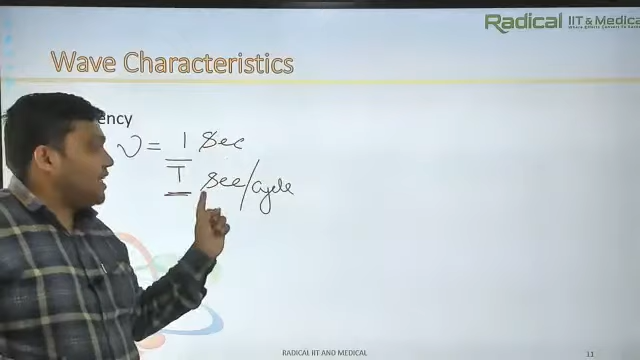 Radical IIT & Medical
Wave Characteristics
ency
ν = 1 Sec
T Sec/Cycle
RADICAL IIT AND MEDICAL
11